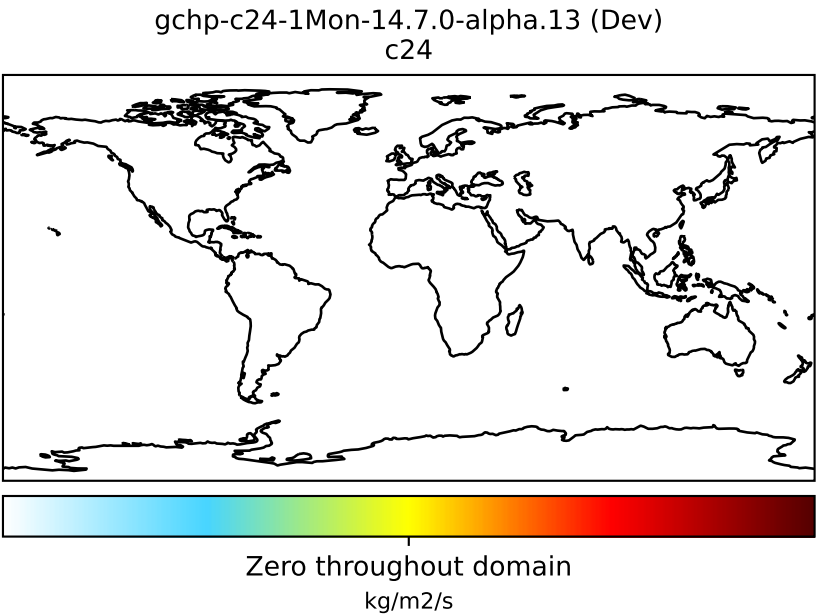 gchp-c24-1Mon-14.7.0-alpha.13 (Dev)
c24
Zero throughout domain
kg/m2/s